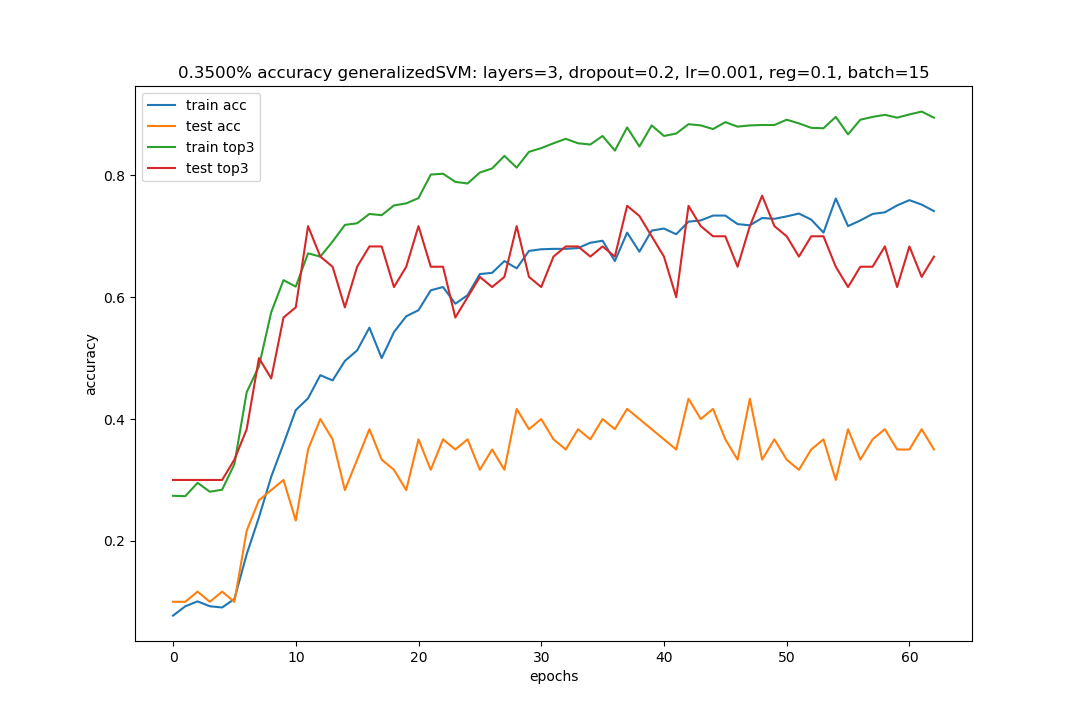 0.3500% accuracy generalizedSVM: layers=3, dropout=0.2, lr=0.001, reg=0.1, batch=15
train acc
test acc
train top3
test top3
0.8
0.6
0.4
0.2
accuracy
0 10 20 30 40 50 60
epochs